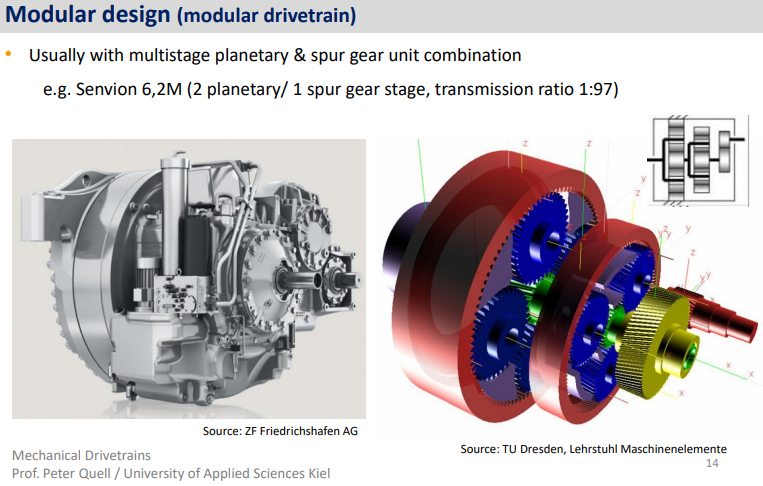 Modular design (modular drivetrain)
• Usually with multistage planetary & spur gear unit combination
e.g. Senvion 6,2M (2 planetary/ 1 spur gear stage, transmission ratio 1:97)
z
z
z
y
z
y
z
y
z
y
y
x
x
x
x
Source: ZF Friedrichshafen AG
Source: TU Dresden, Lehrstuhl Maschinenelemente
Mechanical Drivetrains
14
Prof. Peter Quell / University of Applied Sciences Kiel